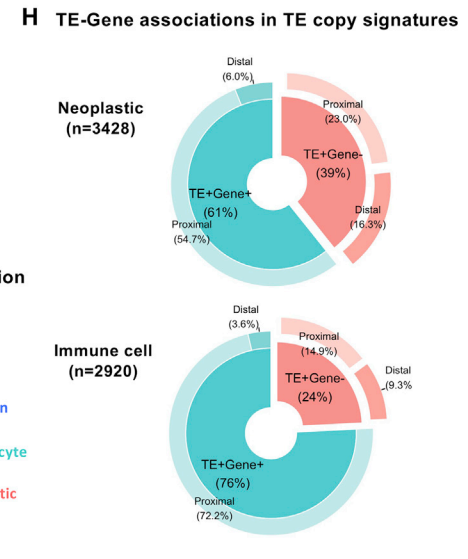 H TE-Gene associations in TE copy signatures
Neoplastic
(n=3428)
Distal
(6.0%)
Proximal
(23.0%)
TE+Gene-
(39%)
TE+Gene+
(61%)
Distal
(16.3%)
Proximal
(54.7%)
ion
Immune cell
(n=2920)
Distal
(3.6%)
Proximal
(14.9%)
Distal
(9.3%
TE+Gene-
(24%)
n
cyte
TE+Gene+
(76%)
tic
Proximal
(72.2%)